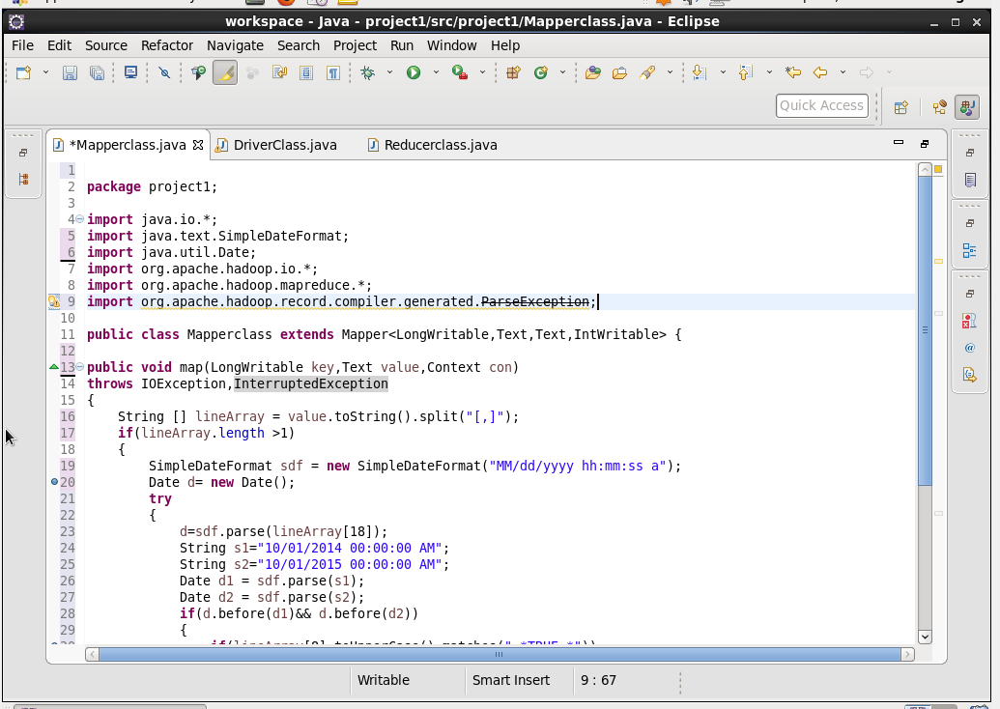 workspace - Java - project1/src/project1/Mapperclass.java - Eclipse
File Edit Source Refactor Navigate Search Project Run Window Help
Quick Access
*Mapperclass.java DriverClass.java Reducerclass.java
1
2 package project1;
3
4 import java.io.*;
5 import java.text.SimpleDateFormat;
6 import java.util.Date;
7 import org.apache.hadoop.io.*;
8 import org.apache.hadoop.mapreduce.*;
9 import org.apache.hadoop.record.compiler.generated.ParseException;
10
11 public class Mapperclass extends Mapper<LongWritable,Text,Text,IntWritable> {
12
13 public void map(LongWritable key,Text value,Context con)
14 throws IOException,InterruptedException
15 {
16 String [] lineArray = value.toString().split("[,]");
17 if(lineArray.length >1)
18 {
19 SimpleDateFormat sdf = new SimpleDateFormat("MM/dd/yyyy hh:mm:ss a");
20 Date d= new Date();
21 try
22 {
23 d=sdf.parse(lineArray[18]);
24 String s1="10/01/2014 00:00:00 AM";
25 String s2="10/01/2015 00:00:00 AM";
26 Date d1 = sdf.parse(s1);
27 Date d2 = sdf.parse(s2);
28 if(d.before(d1)&& d.before(d2))
29 {
Writable Smart Insert 9 : 67